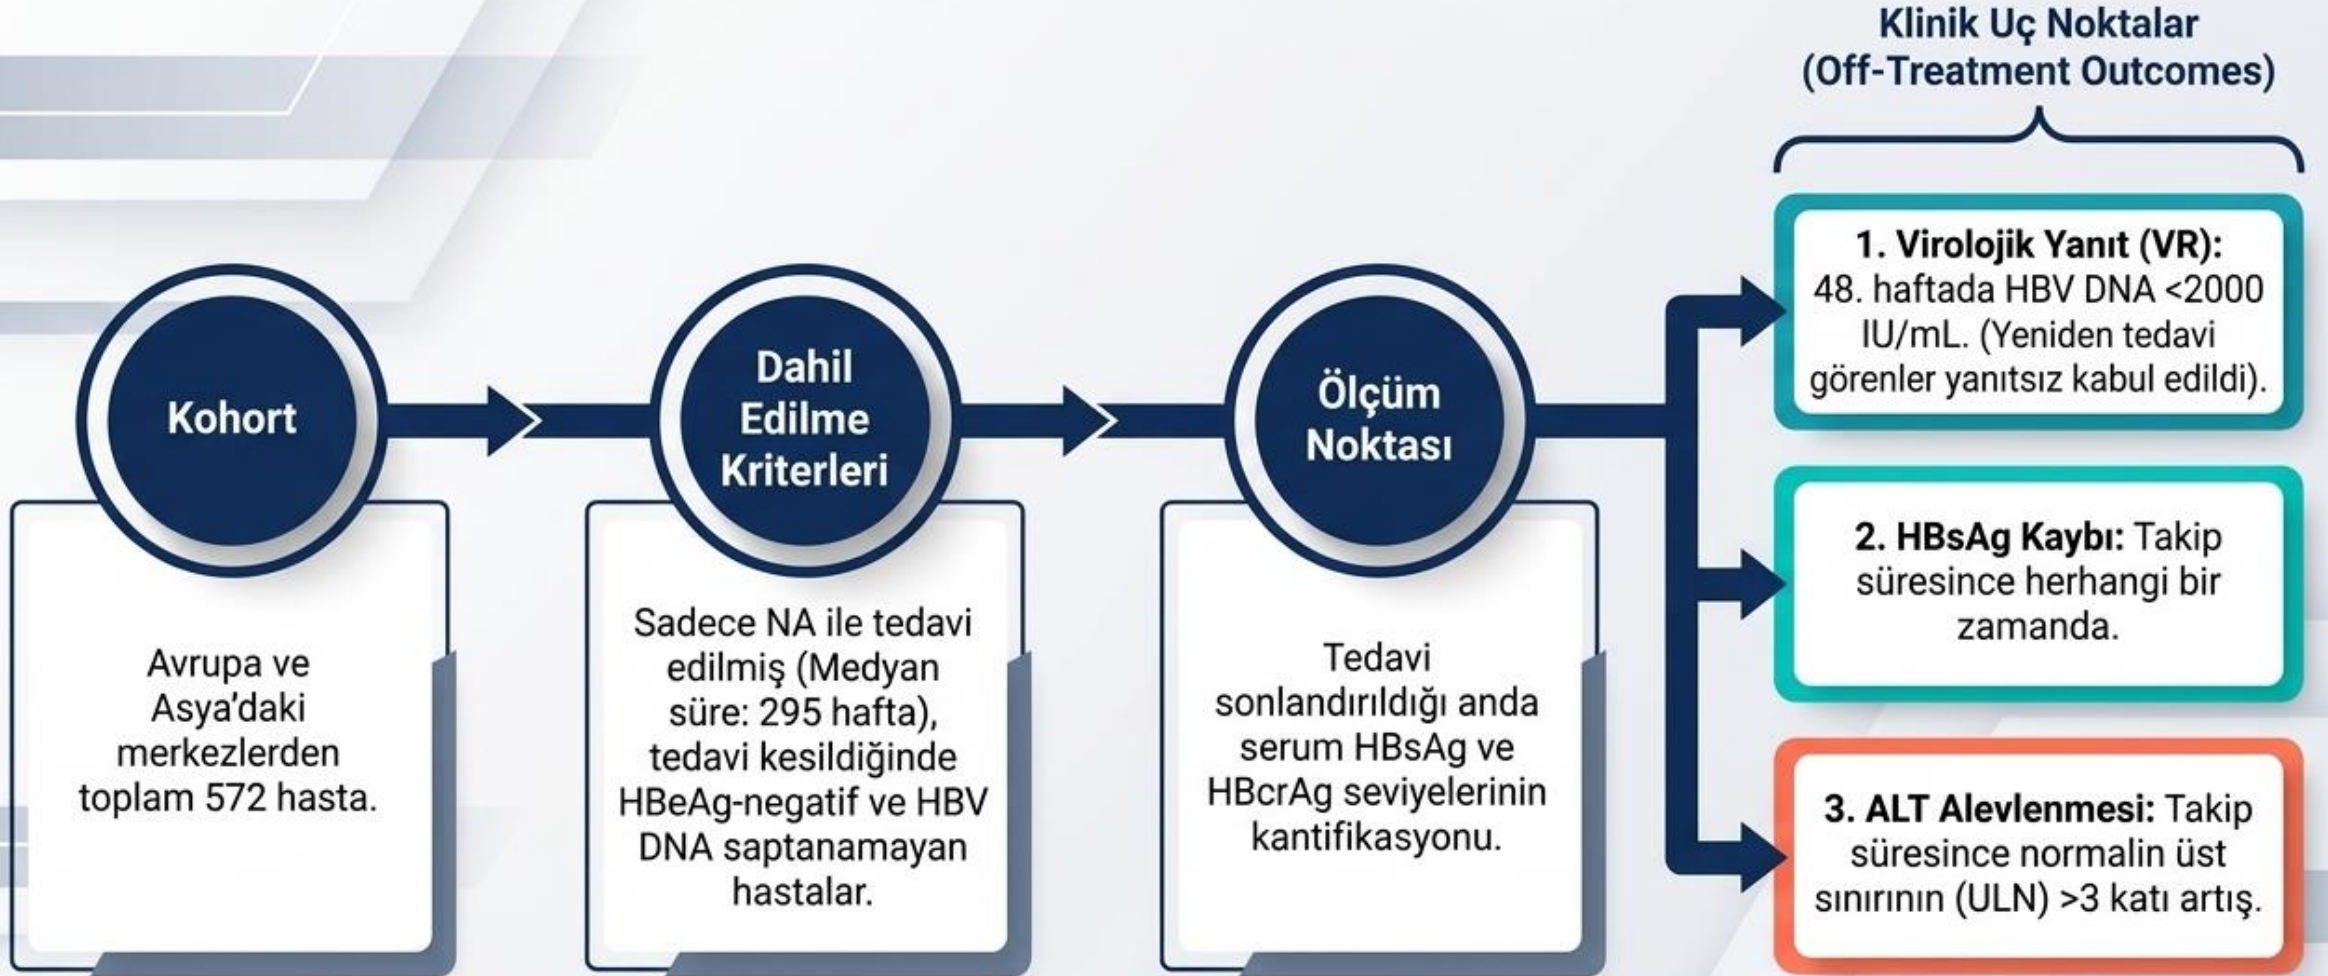 Kohort
Avrupa ve
Asya'daki
merkezlerden
toplam 572 hasta.
Dahil
Edilme
Kriterleri
Sadece NA ile tedavi
edilmiş (Medyan
süre: 295 hafta),
tedavi kesildiğinde
HBeAg-negatif ve HBV
DNA saptanamayan
hastalar.
Ölçüm
Noktası
Tedavi
sonlandırıldığı anda
serum HBsAg ve
HBcrAg seviyelerinin
kantifikasyonu.
Klinik Uç Noktalar
(Off-Treatment Outcomes)
1. Virolojik Yanıt (VR):
48. haftada HBV DNA <2000
IU/mL. (Yeniden tedavi
görenler yanıtsız kabul edildi).
2. HBsAg Kaybı: Takip
süresince herhangi bir
zamanda.
3. ALT Alevlenmesi: Takip
süresince normalin üst
sınırının (ULN) >3 katı artış.